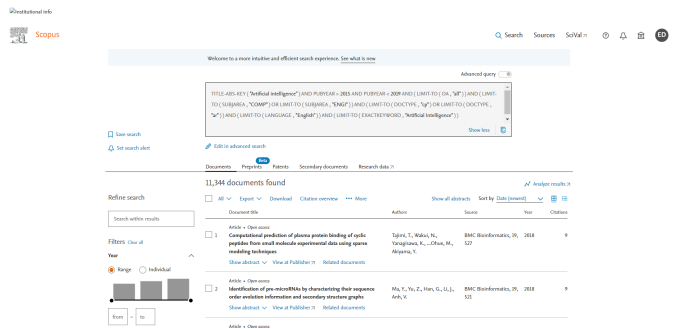 Institutional info
Scopus
Search
Sources
SciVal
ED
Welcome to a more intuitive and efficient search experience. See what is new
Advanced query
TITLE-ABS-KEY ( "Artificial intelligence" ) AND PUBYEAR > 2015 AND PUBYEAR < 2019 AND ( LIMIT-TO ( OA , "all" ) ) AND ( LIMIT-
TO ( SUBJAREA , "COMP" ) OR LIMIT-TO ( SUBJAREA , "ENGI" ) ) AND ( LIMIT-TO ( DOCTYPE , "cp" ) OR LIMIT-TO ( DOCTYPE ,
"ar" ) ) AND ( LIMIT-TO ( LANGUAGE , "English" ) ) AND ( LIMIT-TO ( EXACTKEYWORD , "Artificial Intelligence" ) )
Show less
Save search
Set search alert
Edit in advanced search
Beta
Documents Preprints Patents Secondary documents Research data
11,344 documents found
Analyze results
Refine search
All Export Download Citation overview More Show all abstracts Sort by Date (newest)
Document title Authors Source Year Citations
Search within results
Filters Clear all
Year
Range Individual
from – to
Article • Open access
1 Computational prediction of plasma protein binding of cyclic
peptides from small molecule experimental data using sparse
modeling techniques
Tajimi, T., Wakui, N.,
Yanagisawa, K., ...Ohue, M.,
Akiyama, Y.
BMC Bioinformatics, 19,
527
2018 9
Show abstract View at Publisher Related documents
Article • Open access
2 Identification of pre-microRNAs by characterizing their sequence
order evolution information and secondary structure graphs
Ma, Y., Yu, Z., Han, G., Li, J.,
Anh, V.
BMC Bioinformatics, 19,
521
2018 9
Show abstract View at Publisher Related documents
Article • Open access